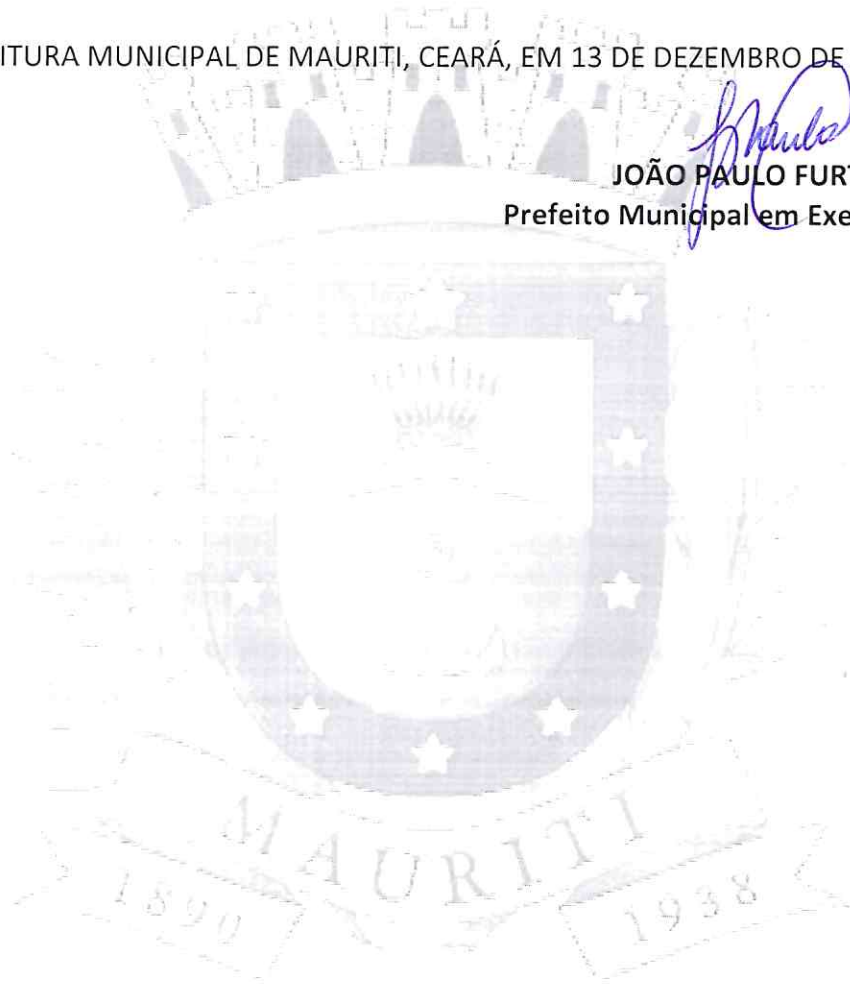 ITURA MUNICIPAL DE MAURITI, CEARÁ, EM 13 DE DEZEMBRO DE
JOÃO PAULO FUR
Prefeito Municipal em Exe
MAURITI
1890
1938